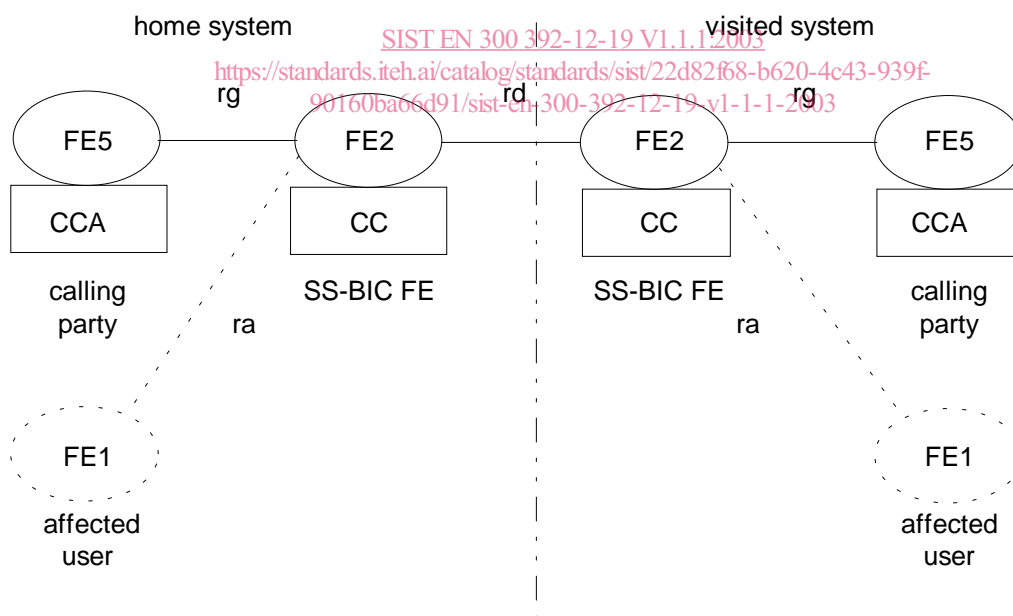 home system
visited system
SIST EN 300 392-12-19 V1.1.1:2003
https://standards.iteh.ai/catalog/standards/sist/22d82f68-b620-4c43-939f-
90160ba66d91/sist-en-300-392-12-19-v1-1-1-2003
rg
rd
rg
FE5
FE2
FE2
FE5
CCA
CC
CC
CCA
calling
party
SS-BIC FE
SS-BIC FE
calling
party
ra
ra
FE1
FE1
affected
user
affected
user